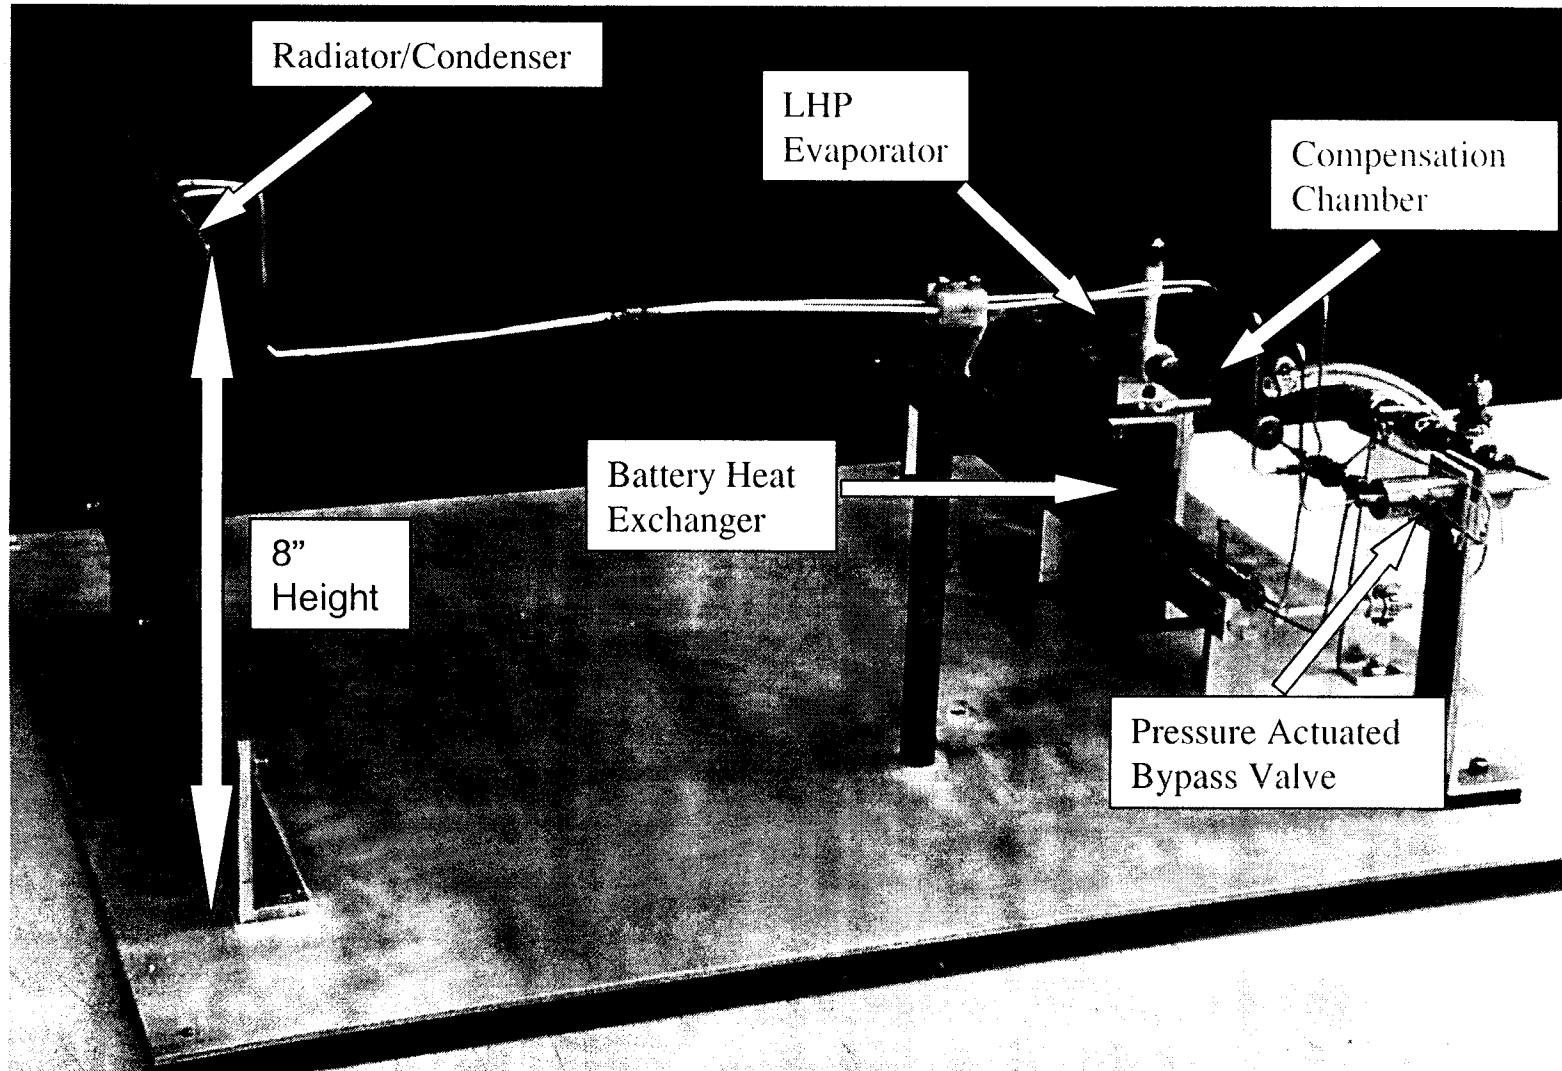 Radiator/Condenser
LHP
Evaporator
Compensation
Chamber
Battery Heat
Exchanger
8”
Height
Pressure Actuated
Bypass Valve